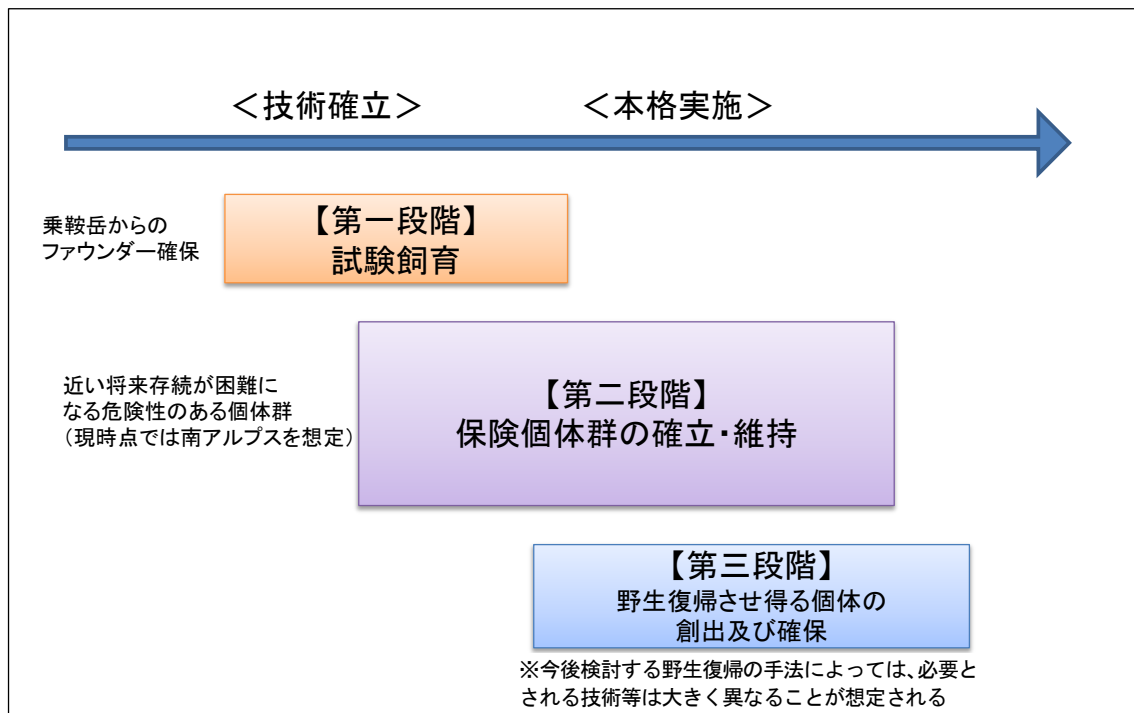 ＜技術確立＞ ＜本格実施＞
乗鞍岳からの
ファウンダー確保
【第一段階】
試験飼育
近い将来存続が困難に
なる危険性のある個体群
（現時点では南アルプスを想定）
【第二段階】
保険個体群の確立・維持
【第三段階】
野生復帰させ得る個体の
創出及び確保
※今後検討する野生復帰の手法によっては、必要と
される技術等は大きく異なることが想定される